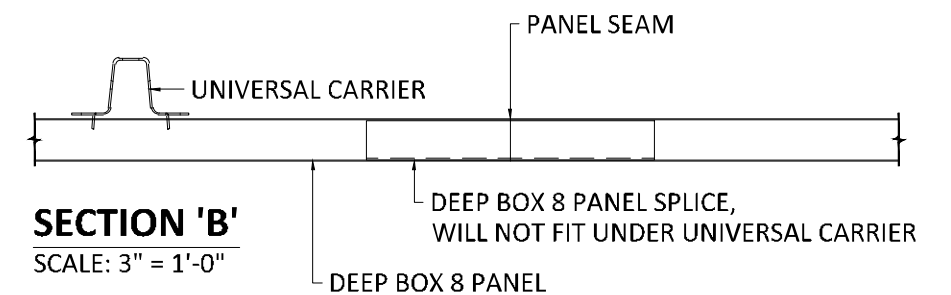 PANEL SEAM
UNIVERSAL CARRIER
DEEP BOX 8 PANEL SPLICE,
WILL NOT FIT UNDER UNIVERSAL CARRIER
SECTION 'B'
SCALE: 3" = 1'-0"
DEEP BOX 8 PANEL